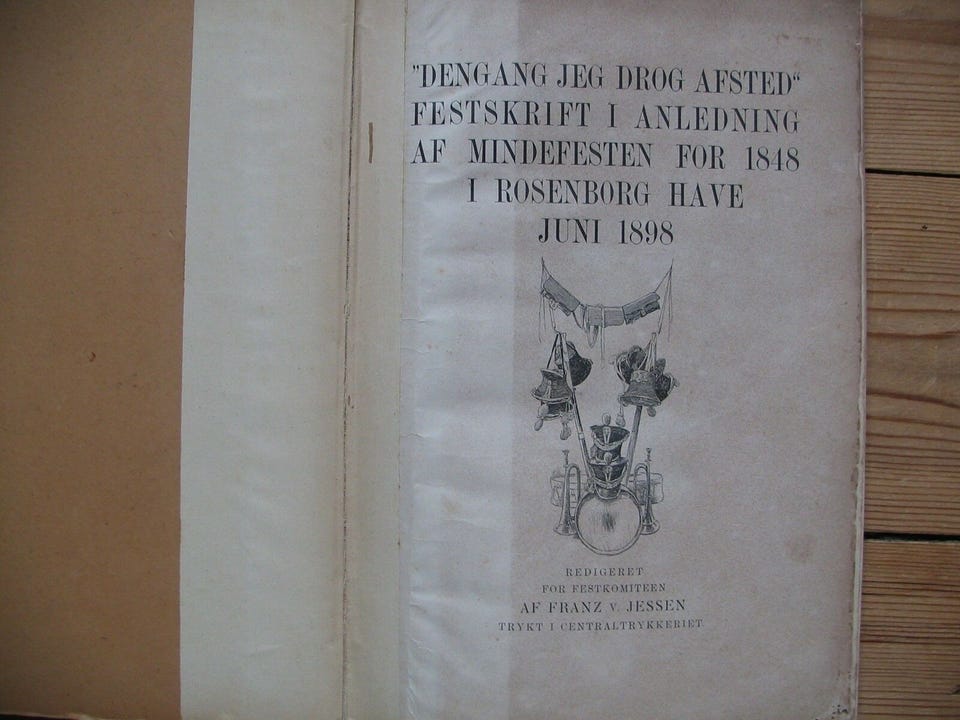 "DENGANG JEG DROG AFSTED“
FESTSKRIFT I ANLEDNING
AF MINDEFESTEN FOR 1848
I ROSENBORG HAVE
JUNI 1898
REDIGERET
FOR FESTKOMITEEN
AF FRANZ V. JESSEN
TRYKT I CENTRALTRYKKERIET